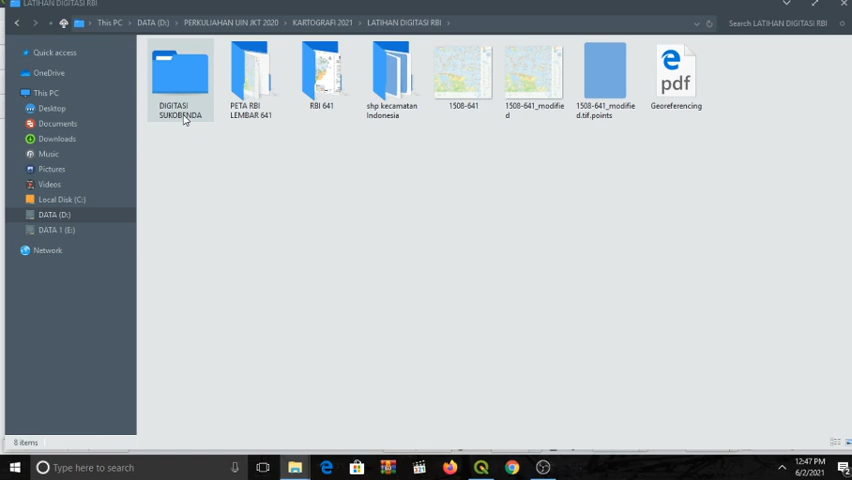 LATIHAN DIGITASI RBI
This PC › DATA (D:) › PERKULIAHAN UIN JKT 2020 › KARTOGRAFI 2021 › LATIHAN DIGITASI RBI ›
Search LATIHAN DIGITASI RBI
Quick access
OneDrive
This PC
Desktop
Documents
Downloads
Music
Pictures
Videos
Local Disk (C:)
DATA (D:)
DATA 1 (E:)
Network
DIGITASI
SUKOBENDA
PETA RBI
LEMBAR 641
RBI 641
shp kecamatan
Indonesia
1508-641
1508-641_modifie
d
1508-641_modifie
d.tif.points
pdf
Georeferencing
8 items
Type here to search
12:47 PM
6/2/2021
2